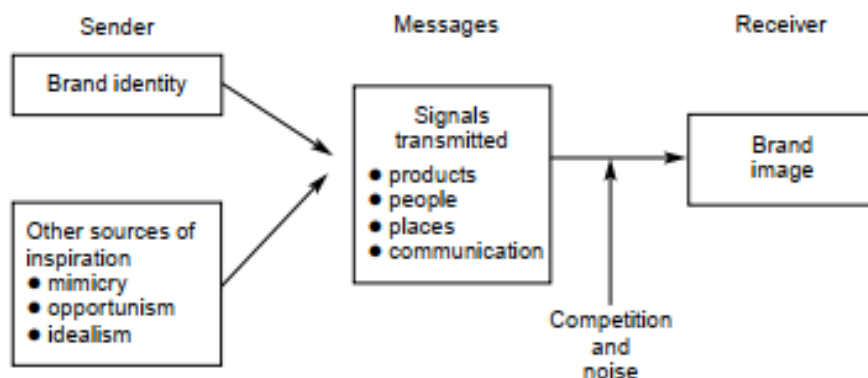 Sender
Messages
Receiver
Brand identity
Other sources of
inspiration
● mimicry
● opportunism
● idealism
Signals
transmitted
● products
● people
● places
● communication
Brand
image
Competition
and
noise